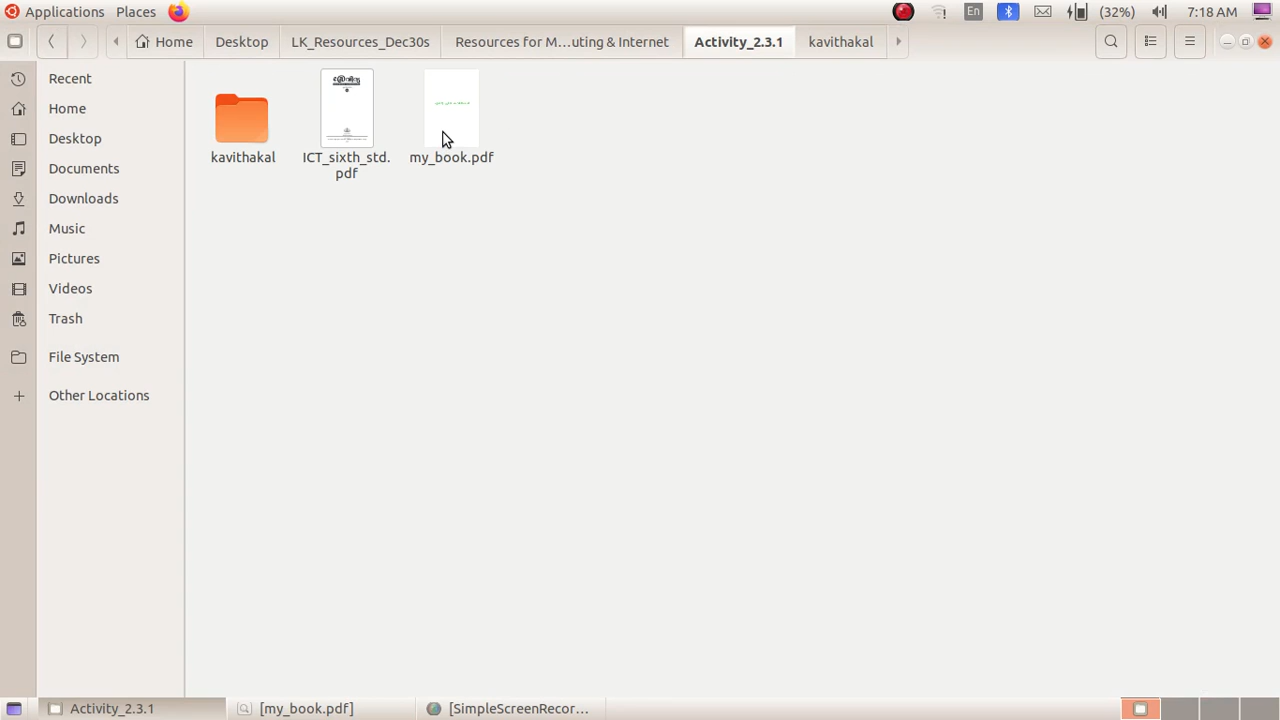 Applications Places (32%) 7:18 AM
En
Home Desktop LK_Resources_Dec30s Resources for M…uting & Internet Activity_2.3.1 kavithakal
Recent
Home
Desktop
Documents
Downloads
Music
Pictures
Videos
Trash
File System
Other Locations
kavithakal
ICT_sixth_std.
pdf
my_book.pdf
Activity_2.3.1 [my_book.pdf] [SimpleScreenRecor...